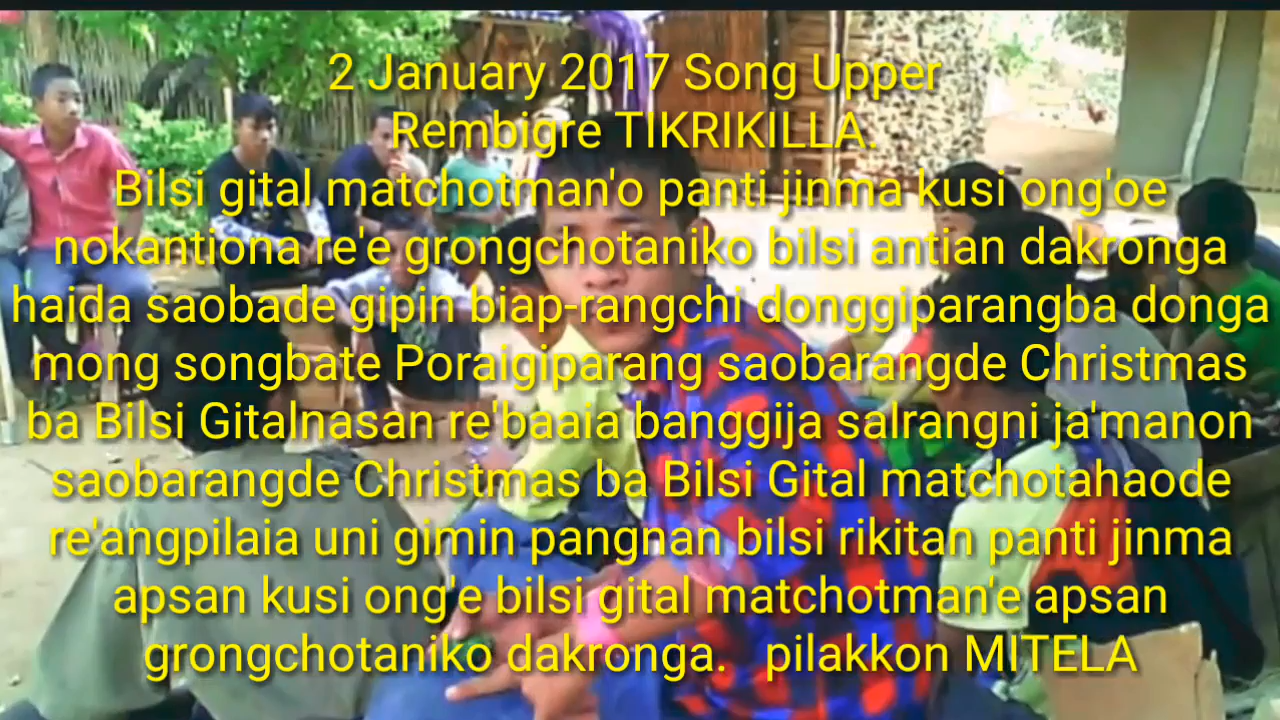 2 January 2017 Song Upper
Rembigre TIKRIKILLA.
Bilsi gital matchotman'o panti jinma kusi ong'oe
nokantiona re'e grongchotaniko bilsi antian dakronga
haida saobade gipin biap-rangchi donggiparangba donga
mong songbate Poraigiparang saobarangde Christmas
ba Bilsi Gitalnasan re'baaia banggija salrangni ja'manon
saobarangde Christmas ba Bilsi Gital matchotahaode
re'angpilaia uni gimin pangnan bilsi rikitan panti jinma
apsan kusi ong'e bilsi gital matchotman'e apsan
grongchotaniko dakronga. pilakkon MITELA